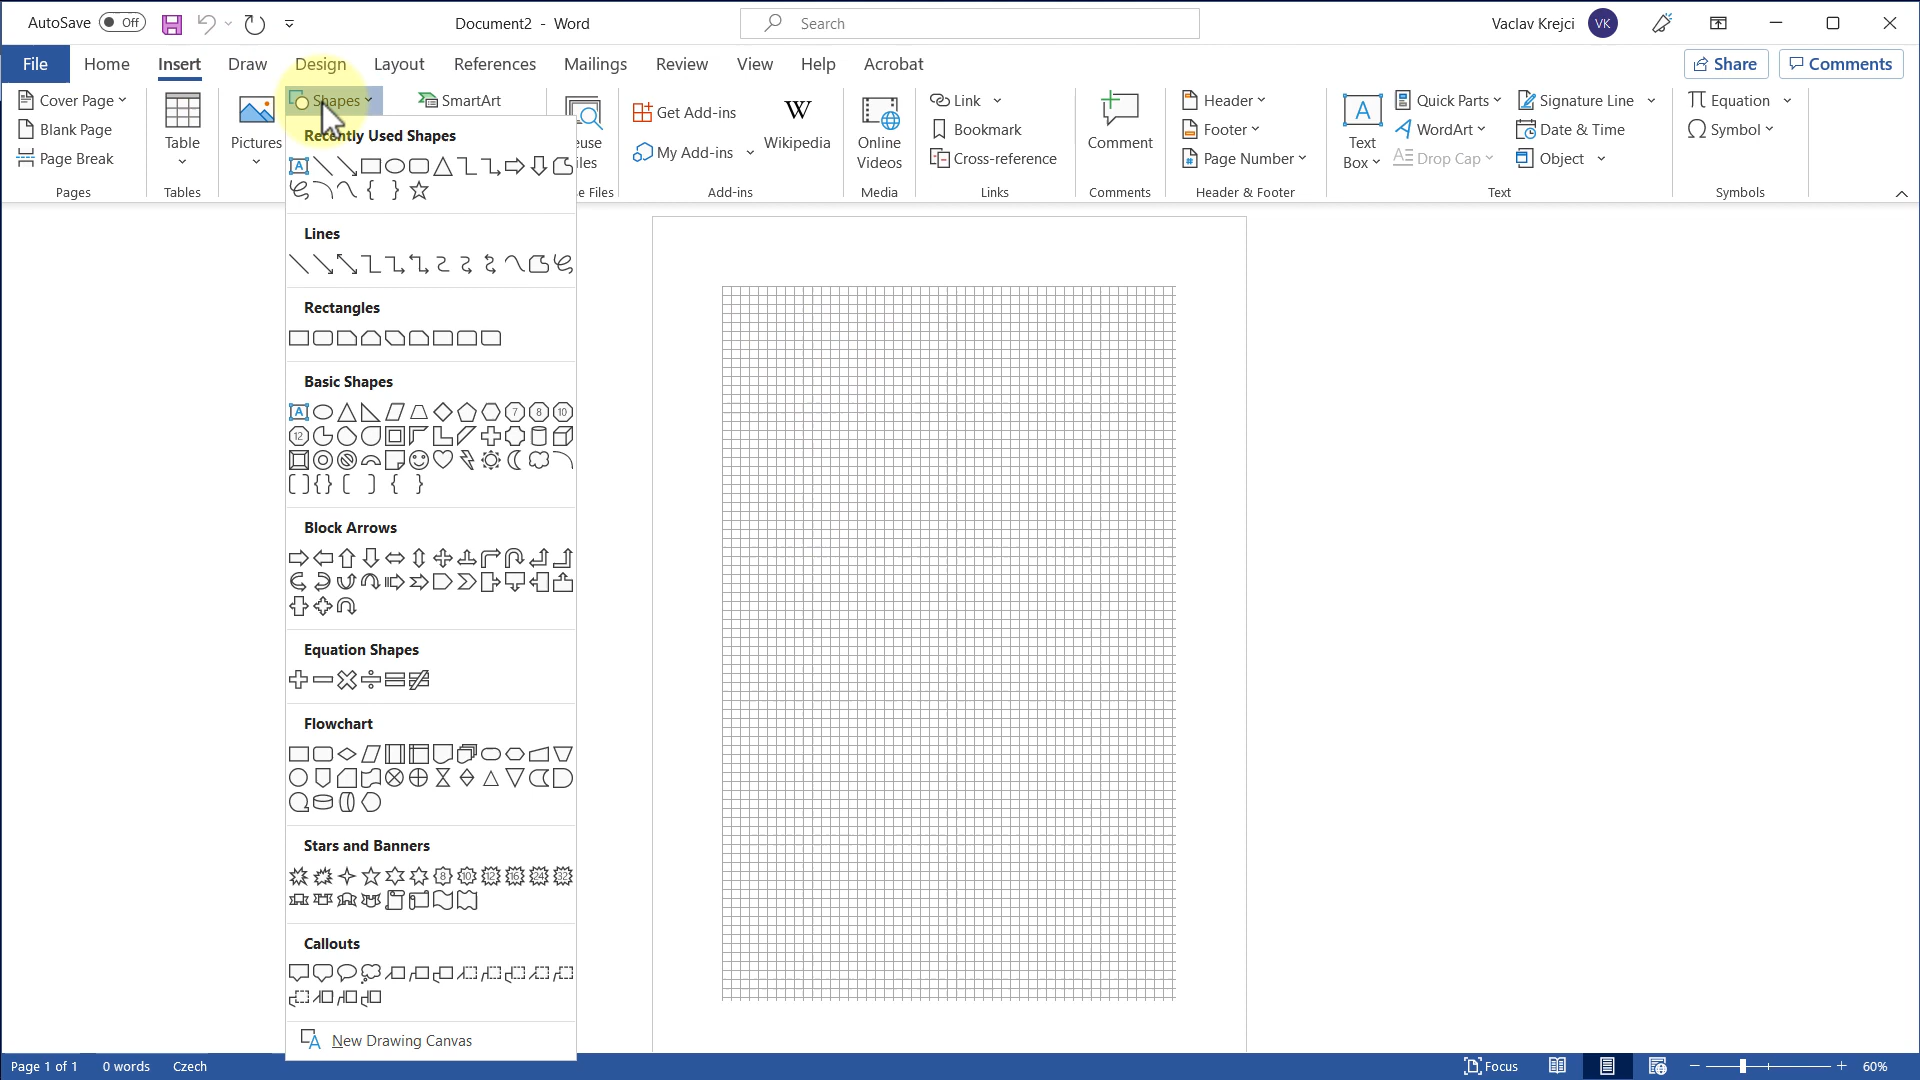 AutoSave Off Document2 - Word Search Vaclav Krejci VK
File Home Insert Draw Design Layout References Mailings Review View Help Acrobat Share Comments
Cover Page
Blank Page
Page Break
Pages
Table
Tables
Pictures
Shapes
SmartArt
Files
Get Add-ins
My Add-ins
Wikipedia
Add-ins
Online
Videos
Media
Link
Bookmark
Cross-reference
Links
Comment
Comments
Header
Footer
Page Number
Header & Footer
Text
Box
Quick Parts
WordArt
Drop Cap
Signature Line
Date & Time
Object
Text
Equation
Symbol
Symbols
Recently Used Shapes
Lines
Rectangles
Basic Shapes
Block Arrows
Equation Shapes
Flowchart
Stars and Banners
Callouts
New Drawing Canvas
Page 1 of 1 0 words Czech Focus 60%